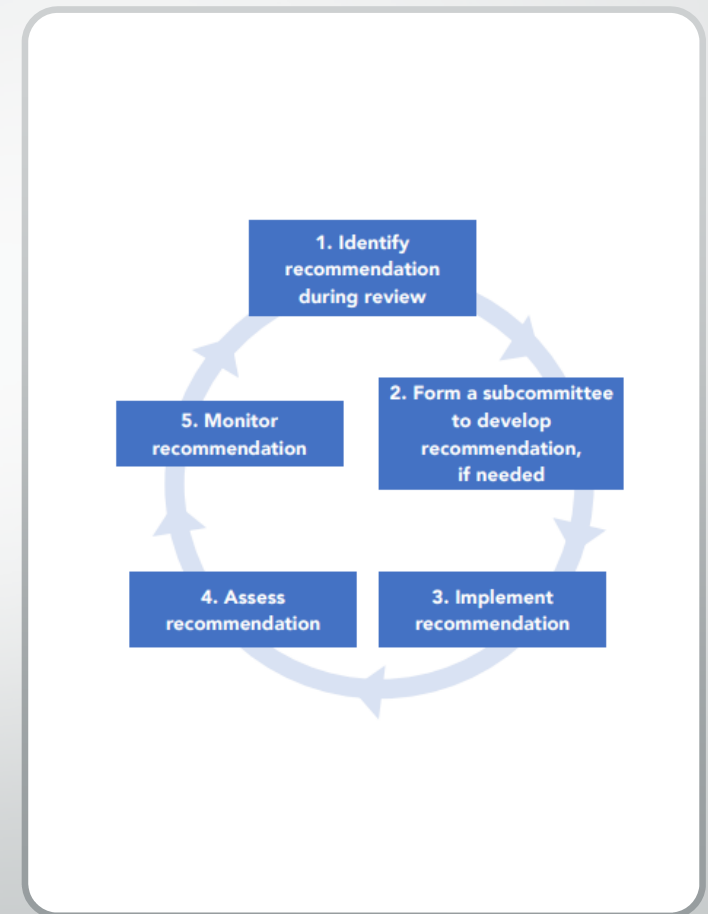 1. Identify
recommendation
during review
2. Form a subcommittee
to develop
recommendation,
if needed
3. Implement
recommendation
4. Assess
recommendation
5. Monitor
recommendation